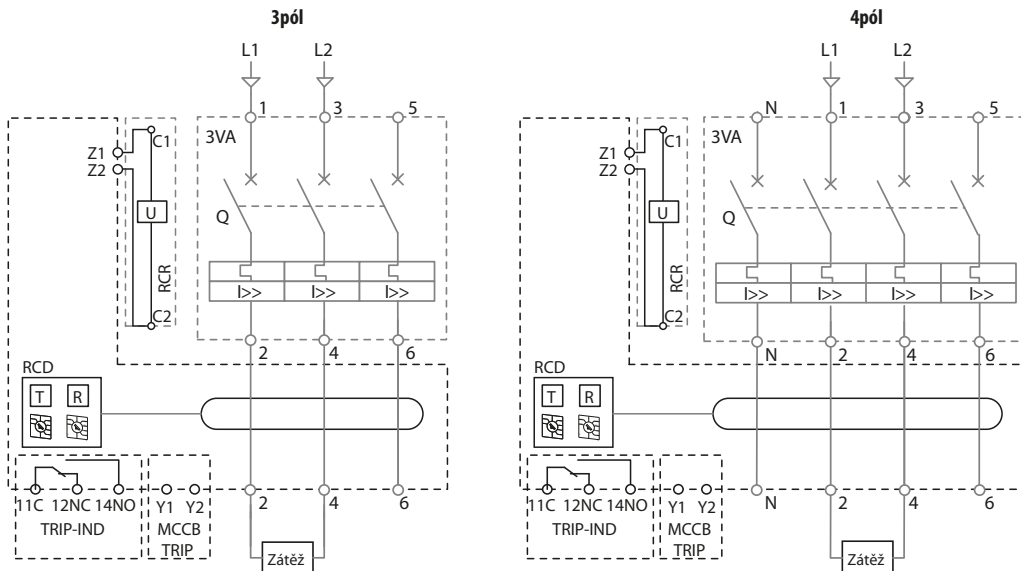 3pól
L1 L2
1 3 5
3VA
C1
Z1
Z2
U
Q
RCR
I>> I>> I>>
C2
2 4 6
RCD
T R
11C 12NC 14NO Y1 Y2 2 4 6
TRIP-IND MCCB
TRIP
Zátěž
4pól
L1 L2
N 1 3 5
3VA
C1
Z1
Z2
U
Q
RCR
I>> I>> I>> I>>
C2
N 2 4 6
RCD
T R
11C 12NC 14NO Y1 Y2 N 2 4 6
TRIP-IND MCCB
TRIP
Zátěž